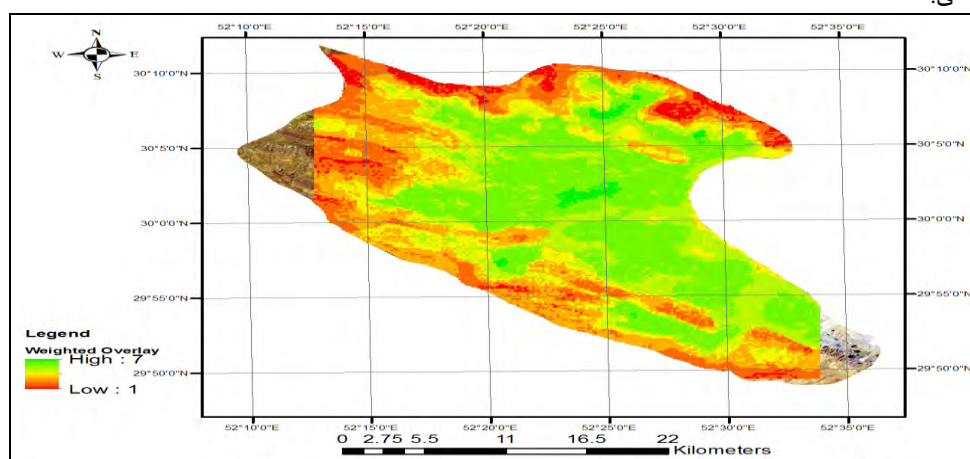 ی:
52°10'0"E 52°15'0"E 52°20'0"E 52°25'0"E 52°30'0"E 52°35'0"E
N
W E
S
30°10'0"N 30°10'0"N
30°5'0"N 30°5'0"N
30°0'0"N 30°0'0"N
29°55'0"N 29°55'0"N
Legend
Weighted Overlay
High : 7
Low : 1
29°50'0"N 29°50'0"N
52°10'0"E 52°15'0"E 52°20'0"E 52°25'0"E 52°30'0"E 52°35'0"E
0 2.75 5.5 11 16.5 22
Kilometers